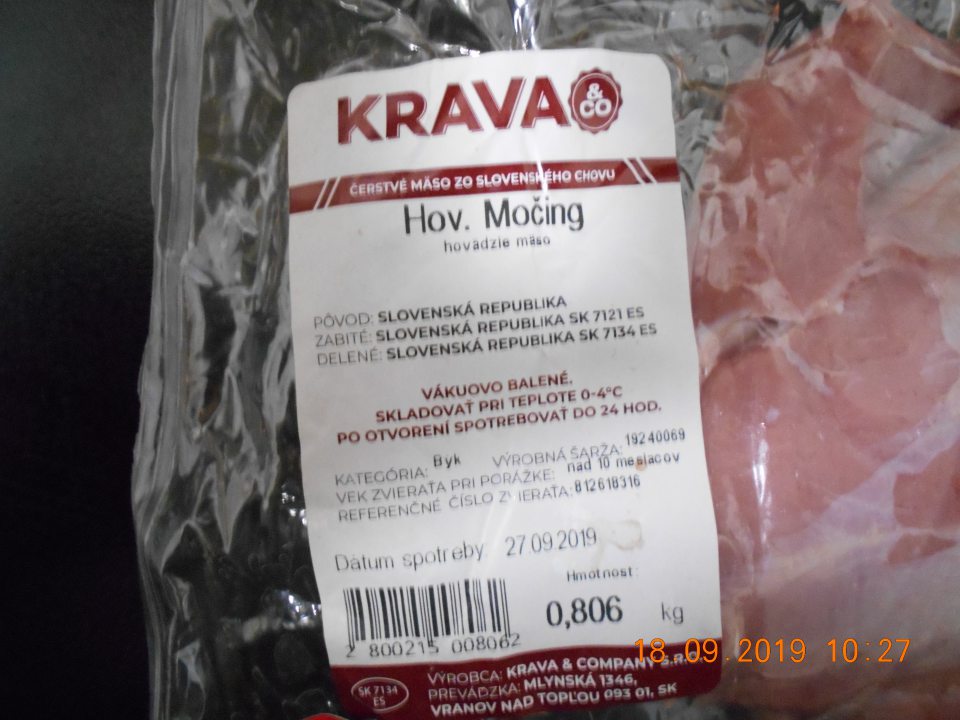 KRAVA & CO
ČERSTVÉ MÄSO ZO SLOVENSKÉHO CHOVU
Hov. Močing
hovädzie mäso
PÔVOD: SLOVENSKÁ REPUBLIKA
ZABITÉ: SLOVENSKÁ REPUBLIKA SK 7121 ES
DELENÉ: SLOVENSKÁ REPUBLIKA SK 7134 ES
VÁKUOVO BALENÉ.
SKLADOVAŤ PRI TEPLOTE 0-4°C
PO OTVORENÍ SPOTREBOVAŤ DO 24 HOD.
KATEGÓRIA: Byk VÝROBNÁ ŠARŽA: 19240069
VEK ZVIERAŤA PRI PORÁŽKE: nad 10 mesiacov
REFERENČNÉ ČÍSLO ZVIERAŤA: 812618316
Dátum spotreby 27.09.2019
Hmotnosť:
0,806 kg
2 800215 008062
18.09.2019 10:27
SK 7134
ES
VÝROBCA: KRAVA & COMPANY s.r.o.
PREVÁDZKA: MLYNSKÁ 1346,
VRANOV NAD TOPĽOU 093 01, SK